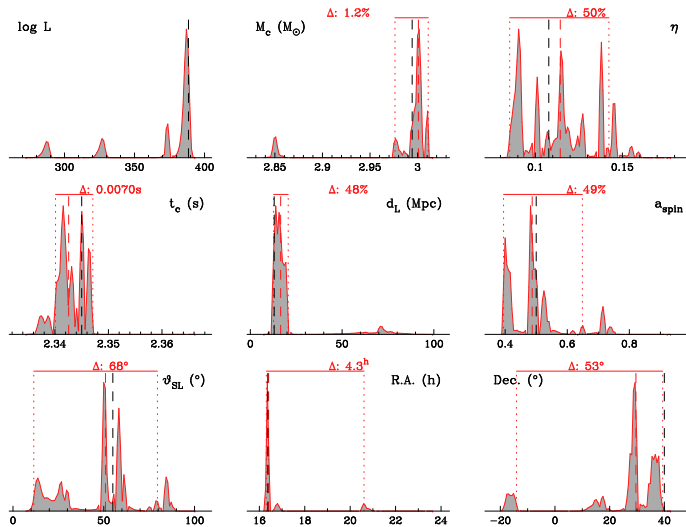 log L
Δ: 1.2%
M_c (M_⊙)
Δ: 50%
η
300 350 400
2.85 2.9 2.95 3
0.1 0.15
Δ: 0.0070s
t_c (s)
Δ: 48%
d_L (Mpc)
Δ: 49%
a_spin
2.34 2.35 2.36
0 50 100
0.4 0.6 0.8
Δ: 68°
ϑ_SL (°)
Δ: 4.3^h
R.A. (h)
Δ: 53°
Dec. (°)
0 50 100
16 18 20 22 24
−20 0 20 40